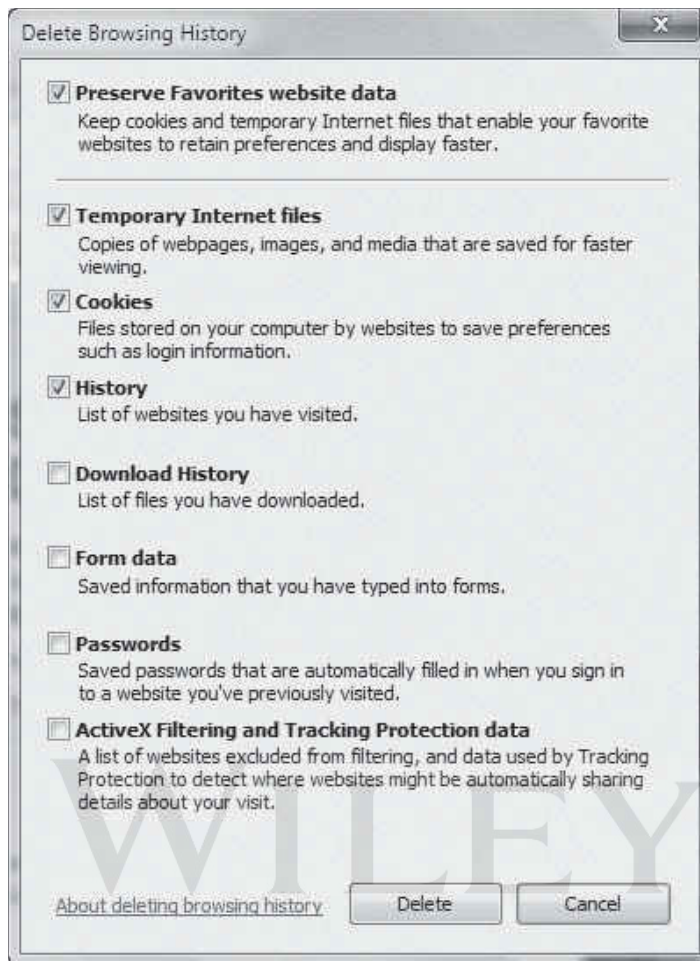 Delete Browsing History
X
Preserve Favorites website data
Keep cookies and temporary Internet files that enable your favorite
websites to retain preferences and display faster.
Temporary Internet files
Copies of webpages, images, and media that are saved for faster
viewing.
Cookies
Files stored on your computer by websites to save preferences
such as login information.
History
List of websites you have visited.
Download History
List of files you have downloaded.
Form data
Saved information that you have typed into forms.
Passwords
Saved passwords that are automatically filled in when you sign in
to a website you've previously visited.
ActiveX Filtering and Tracking Protection data
A list of websites excluded from filtering, and data used by Tracking
Protection to detect where websites might be automatically sharing
details about your visit.
WILEY
About deleting browsing history Delete Cancel